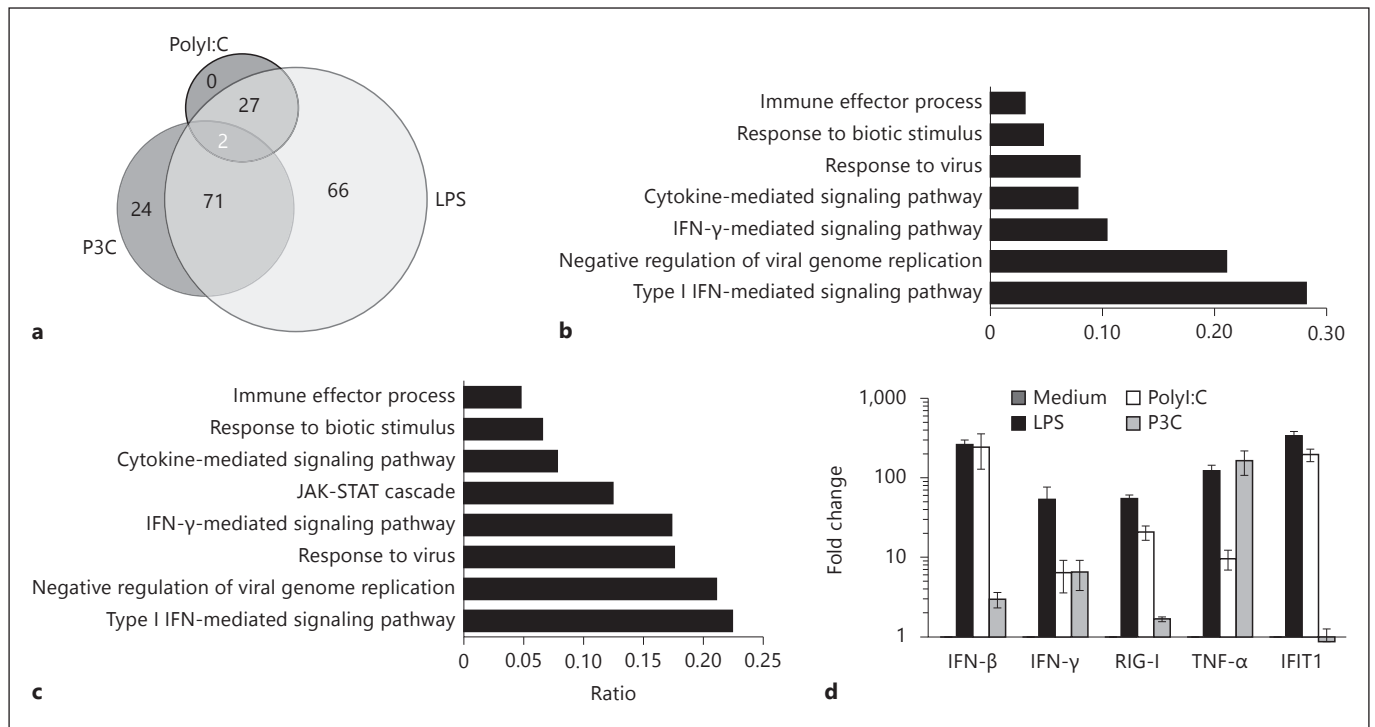 PolyI:C
0
27
2
24
71
66
LPS
P3C
a
Immune effector process
Response to biotic stimulus
Response to virus
Cytokine-mediated signaling pathway
IFN-γ-mediated signaling pathway
Negative regulation of viral genome replication
Type I IFN-mediated signaling pathway
0 0.10 0.20 0.30
b
Immune effector process
Response to biotic stimulus
Cytokine-mediated signaling pathway
JAK-STAT cascade
IFN-γ-mediated signaling pathway
Response to virus
Negative regulation of viral genome replication
Type I IFN-mediated signaling pathway
0 0.05 0.10 0.15 0.20 0.25
Ratio
c
Medium PolyI:C
LPS P3C
Fold change
1,000
100
10
1
IFN-β IFN-γ RIG-I TNF-α IFIT1
d